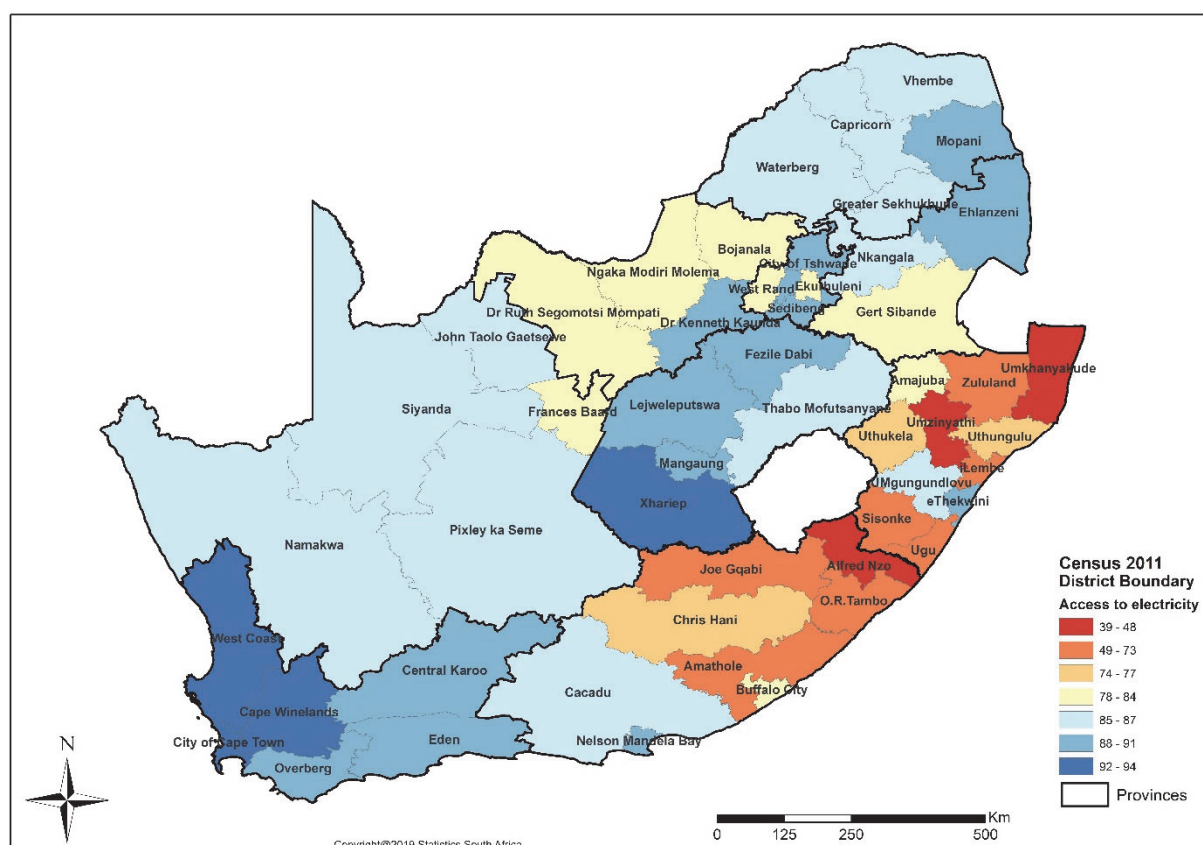 Vhembe
Capricorn
Mopani
Waterberg
Greater Sekhukhune
Ehlanzeni
Bojanala
City of Tshwane
Nkangala
Ngaka Modiri Molema
West Rand
Ekurhuleni
Sedibeng
Gert Sibande
Dr Ruth Segomotsi Mompati
Dr Kenneth Kaunda
John Taolo Gaetsewe
Fezile Dabi
Umkhanyakude
Amajuba
Zululand
Siyanda
Frances Baard
Lejweleputswa
Thabo Mofutsanyane
Umzinyathi
Uthukela
Uthungulu
Mangaung
iLembe
UMgungundlovu
eThekwini
Xhariep
Sisonke
Pixley ka Seme
Namakwa
Ugu
Joe Gqabi
Alfred Nzo
O.R.Tambo
Chris Hani
West Coast
Central Karoo
Amathole
Cacadu
Buffalo City
Cape Winelands
City of Cape Town
Eden
Nelson Mandela Bay
Overberg
Census 2011
District Boundary
Access to electricity
39 - 48
49 - 73
74 - 77
78 - 84
85 - 87
88 - 91
92 - 94
Provinces
N
Km
0 125 250 500
Copyright@2019 Statistics South Africa